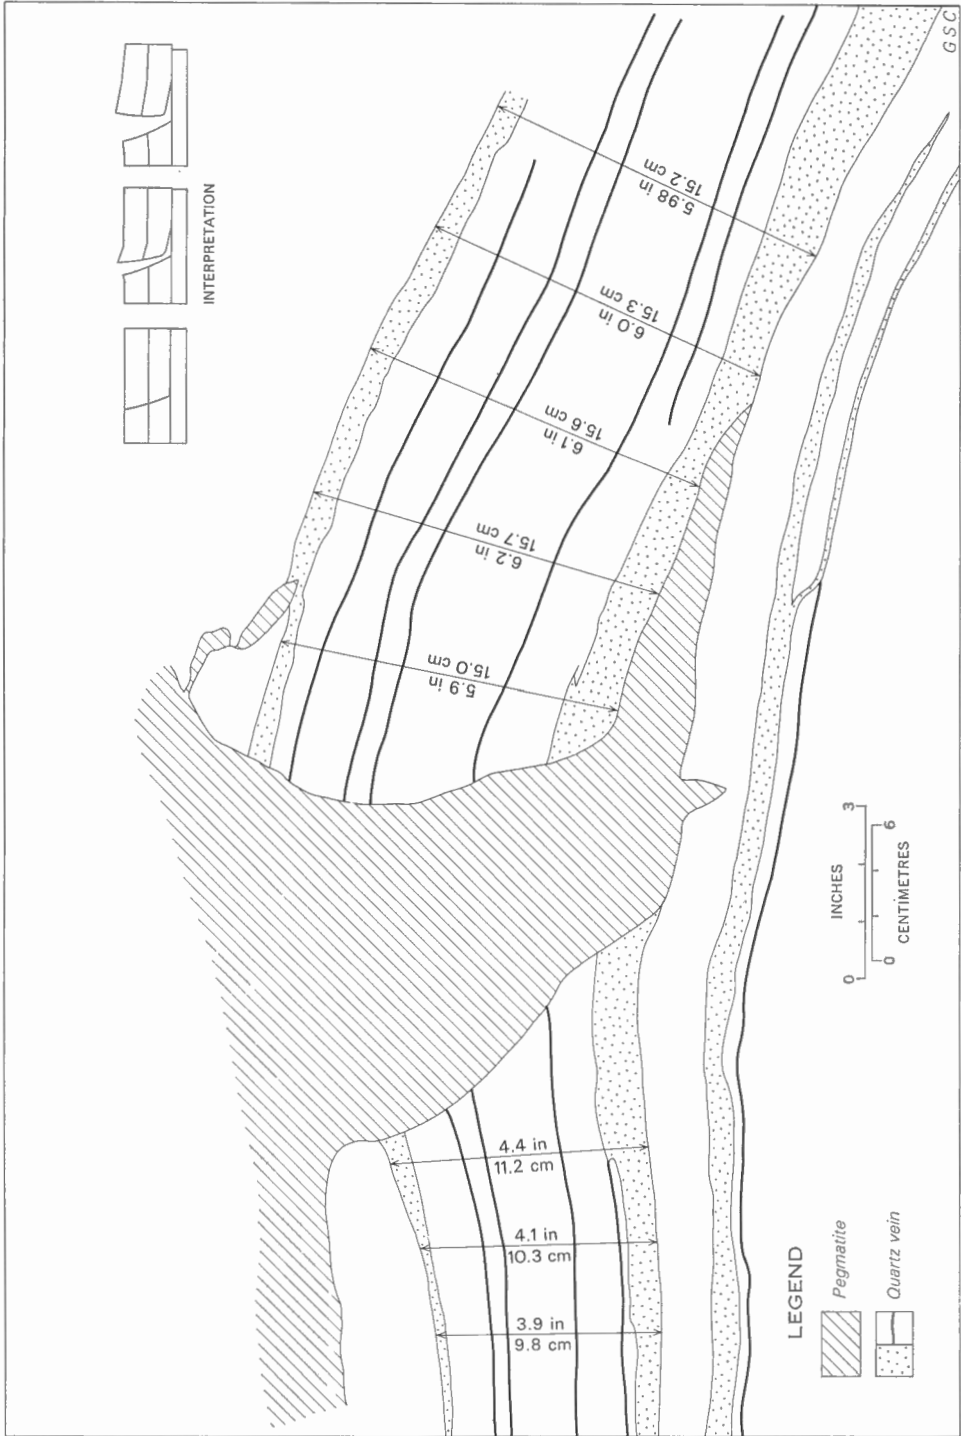 INTERPRETATION
5.98 in
15.2 cm
6.0 in
15.3 cm
6.1 in
15.6 cm
6.2 in
15.7 cm
5.9 in
15.0 cm
4.4 in
11.2 cm
4.1 in
10.3 cm
3.9 in
9.8 cm
INCHES
0 3
0 6
CENTIMETRES
LEGEND
Pegmatite
Quartz vein
GSC